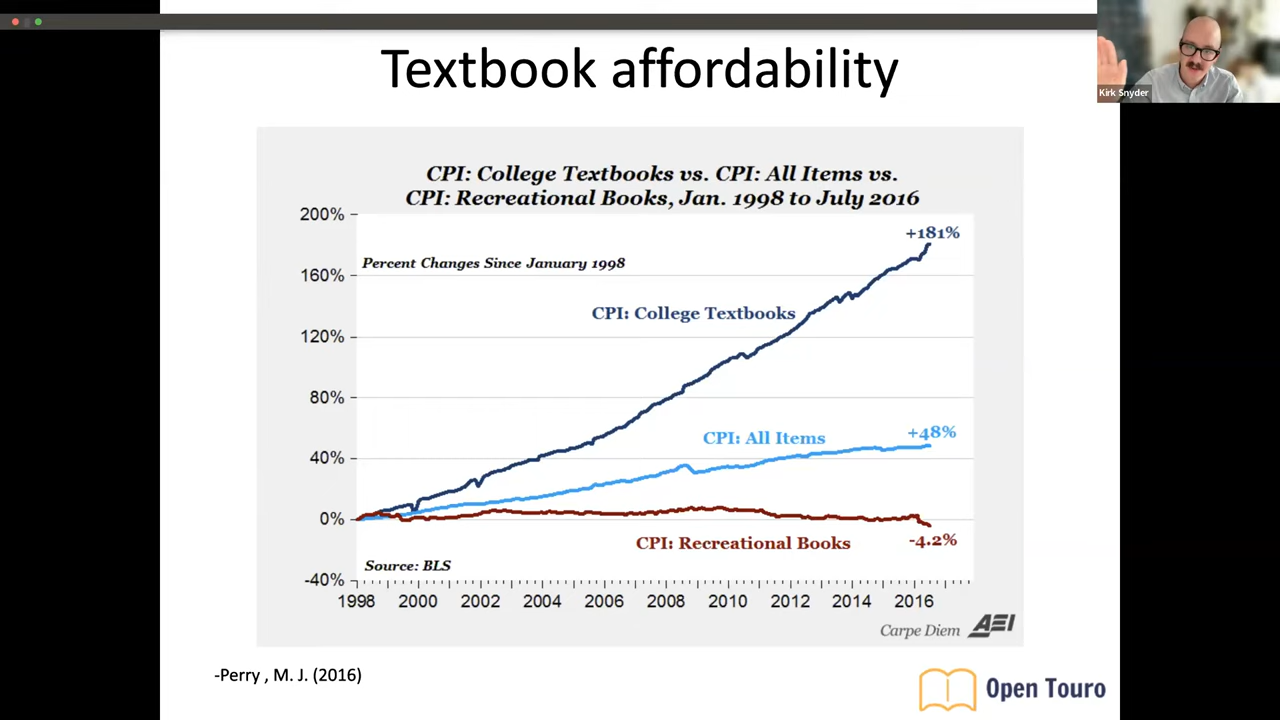 Textbook affordability
Kirk Snyder
CPI: College Textbooks vs. CPI: All Items vs.
CPI: Recreational Books, Jan. 1998 to July 2016
200%
160%
120%
80%
40%
0%
-40%
Percent Changes Since January 1998
+181%
CPI: College Textbooks
+48%
CPI: All Items
CPI: Recreational Books
-4.2%
Source: BLS
1998 2000 2002 2004 2006 2008 2010 2012 2014 2016
Carpe Diem AEI
-Perry , M. J. (2016)
Open Touro